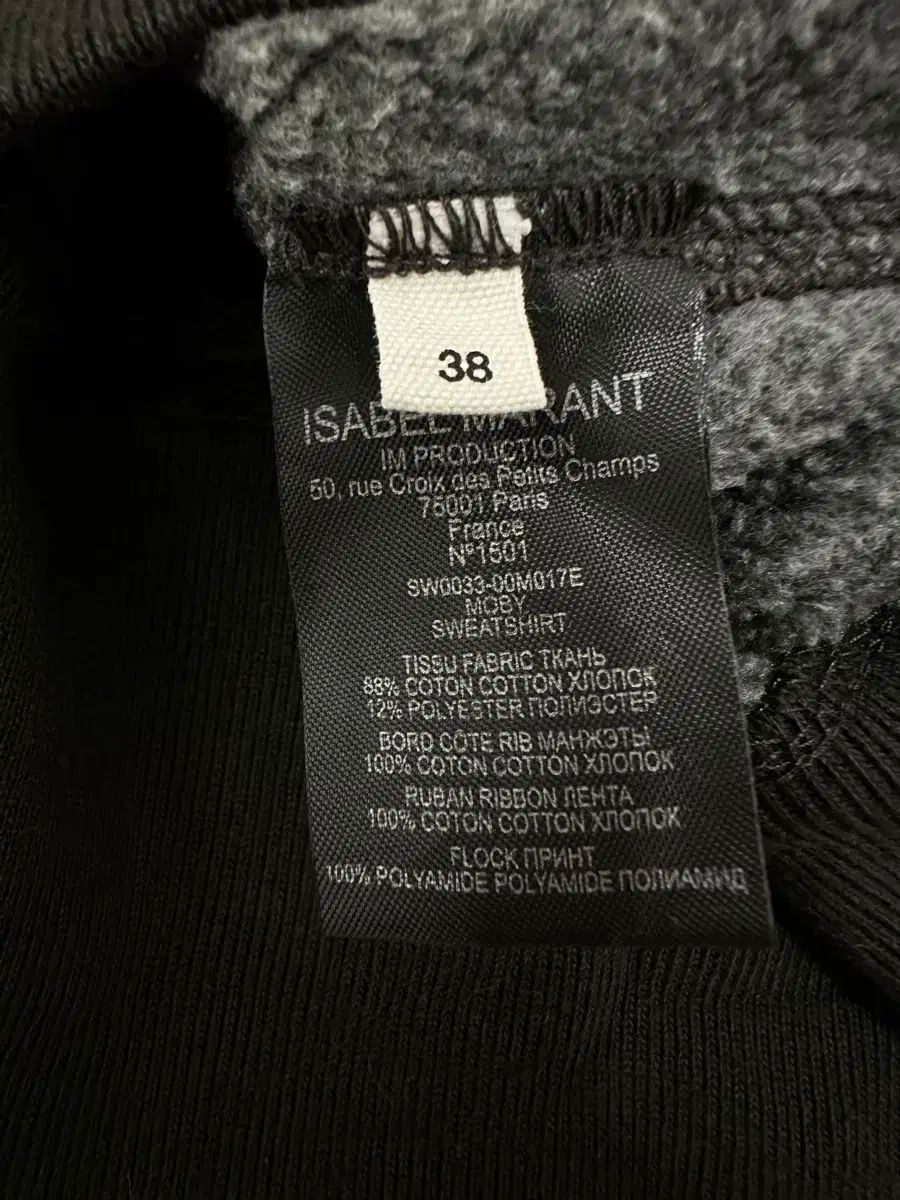 38
ISABEL MARANT
IM PRODUCTION
50, rue Croix des Petits Champs
75001 Paris
France
N°1601
SW0033-00M017E
MOBY
SWEATSHIRT
TISSU FABRIC ТКАНЬ
88% COTON COTTON ХЛОПОК
12% POLYESTER ПОЛИЭСТЕР
BORD CÔTE RIB МАНЖЭТЫ
100% COTON COTTON ХЛОПОК
RUBAN RIBBON ЛЕНТА
100% COTON COTTON ХЛОПОК
FLOCK ПРИНТ
100% POLYAMIDE POLYAMIDE ПОЛИАМИД